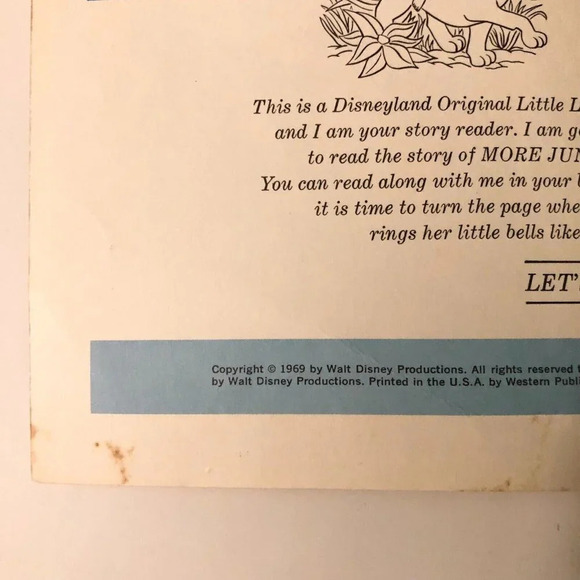 This is a Disneyland Original Little L
and I am your story reader. I am g
to read the story of MORE JUN
You can read along with me in your
it is time to turn the page whe
rings her little bells like
LET'
Copyright © 1969 by Walt Disney Productions. All rights reserved
by Walt Disney Productions. Printed in the U.S.A. by Western Publi